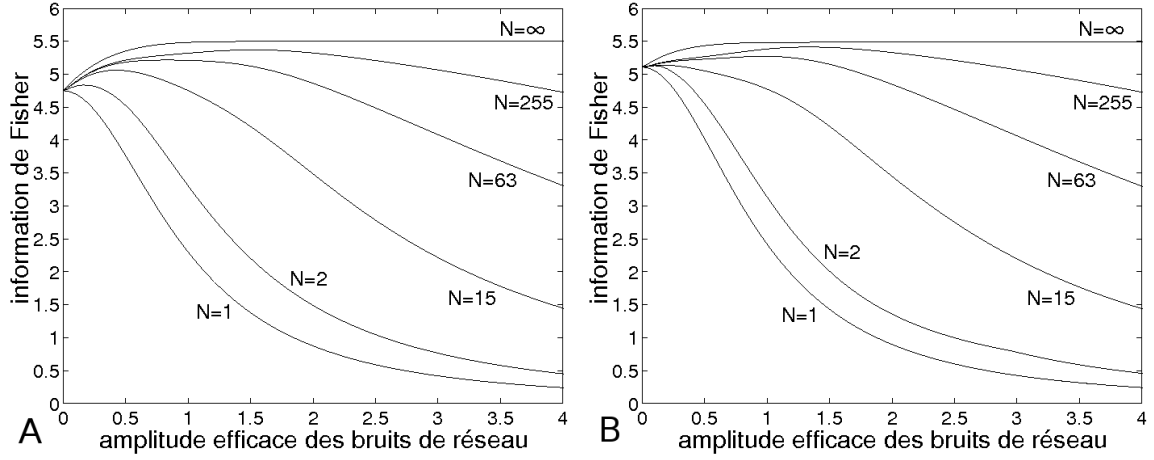 6
5.5
5
4.5
4
3.5
3
2.5
2
1.5
1
0.5
0
information de Fisher
N=∞
N=255
N=63
N=15
N=2
N=1
0 0.5 1 1.5 2 2.5 3 3.5 4
A
amplitude efficace des bruits de réseau
6
5.5
5
4.5
4
3.5
3
2.5
2
1.5
1
0.5
0
information de Fisher
N=∞
N=255
N=63
N=15
N=2
N=1
0 0.5 1 1.5 2 2.5 3 3.5 4
B
amplitude efficace des bruits de réseau